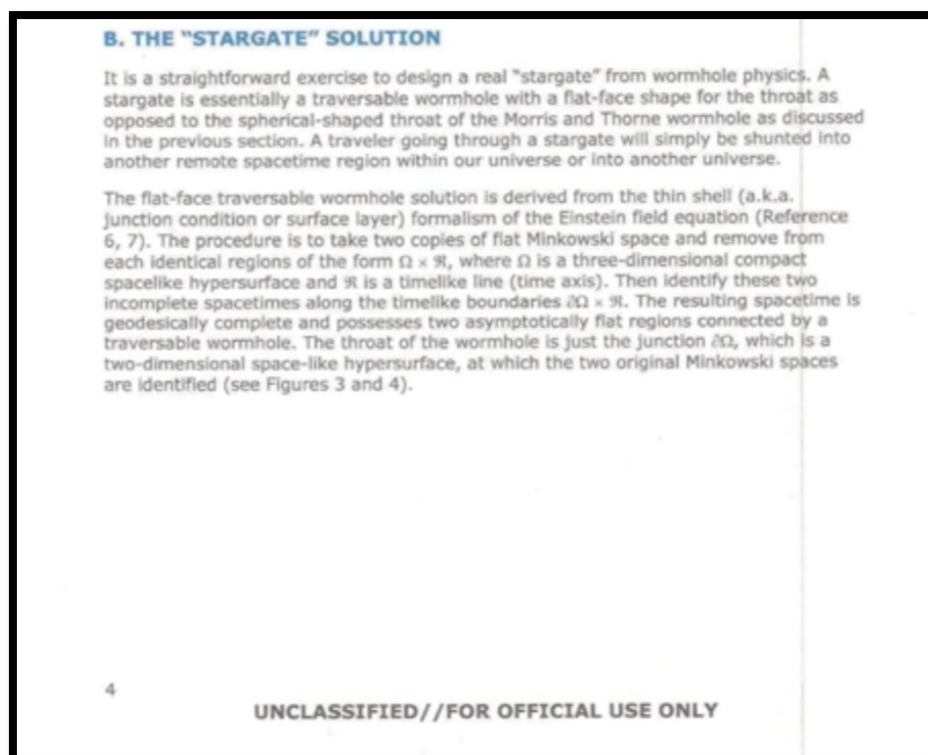 B. THE “STARGATE” SOLUTION
It is a straightforward exercise to design a real “stargate” from wormhole physics. A
stargate is essentially a traversable wormhole with a flat-face shape for the throat as
opposed to the spherical-shaped throat of the Morris and Thorne wormhole as discussed
in the previous section. A traveler going through a stargate will simply be shunted into
another remote spacetime region within our universe or into another universe.
The flat-face traversable wormhole solution is derived from the thin shell (a.k.a.
junction condition or surface layer) formalism of the Einstein field equation (Reference
6, 7). The procedure is to take two copies of flat Minkowski space and remove from
each identical regions of the form Ω × ℜ, where Ω is a three-dimensional compact
spacelike hypersurface and ℜ is a timelike line (time axis). Then identify these two
incomplete spacetimes along the timelike boundaries ∂Ω × ℜ. The resulting spacetime is
geodesically complete and possesses two asymptotically flat regions connected by a
traversable wormhole. The throat of the wormhole is just the junction ∂Ω, which is a
two-dimensional space-like hypersurface, at which the two original Minkowski spaces
are identified (see Figures 3 and 4).
4
UNCLASSIFIED//FOR OFFICIAL USE ONLY